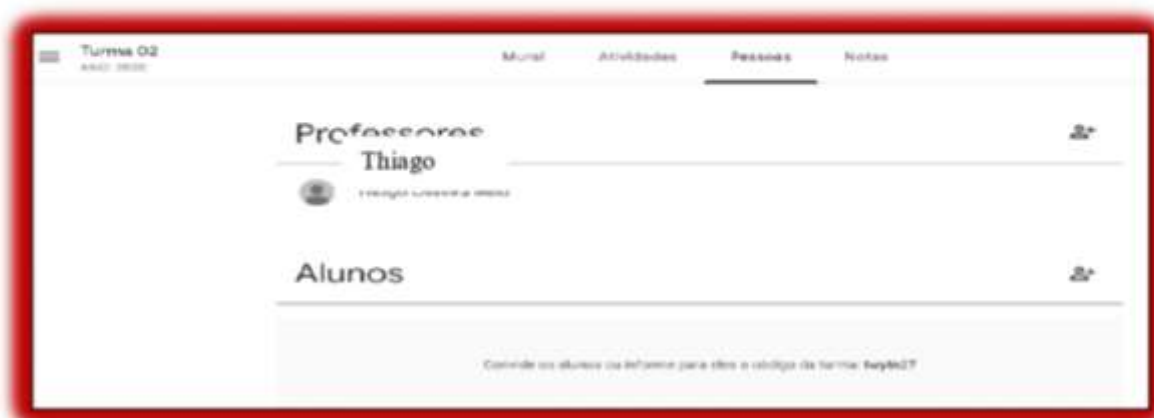 Turma 02
Mural Atividades Pessoas Notas
Professores
Thiago
Alunos
Convide os alunos ou informe para eles o código da turma: